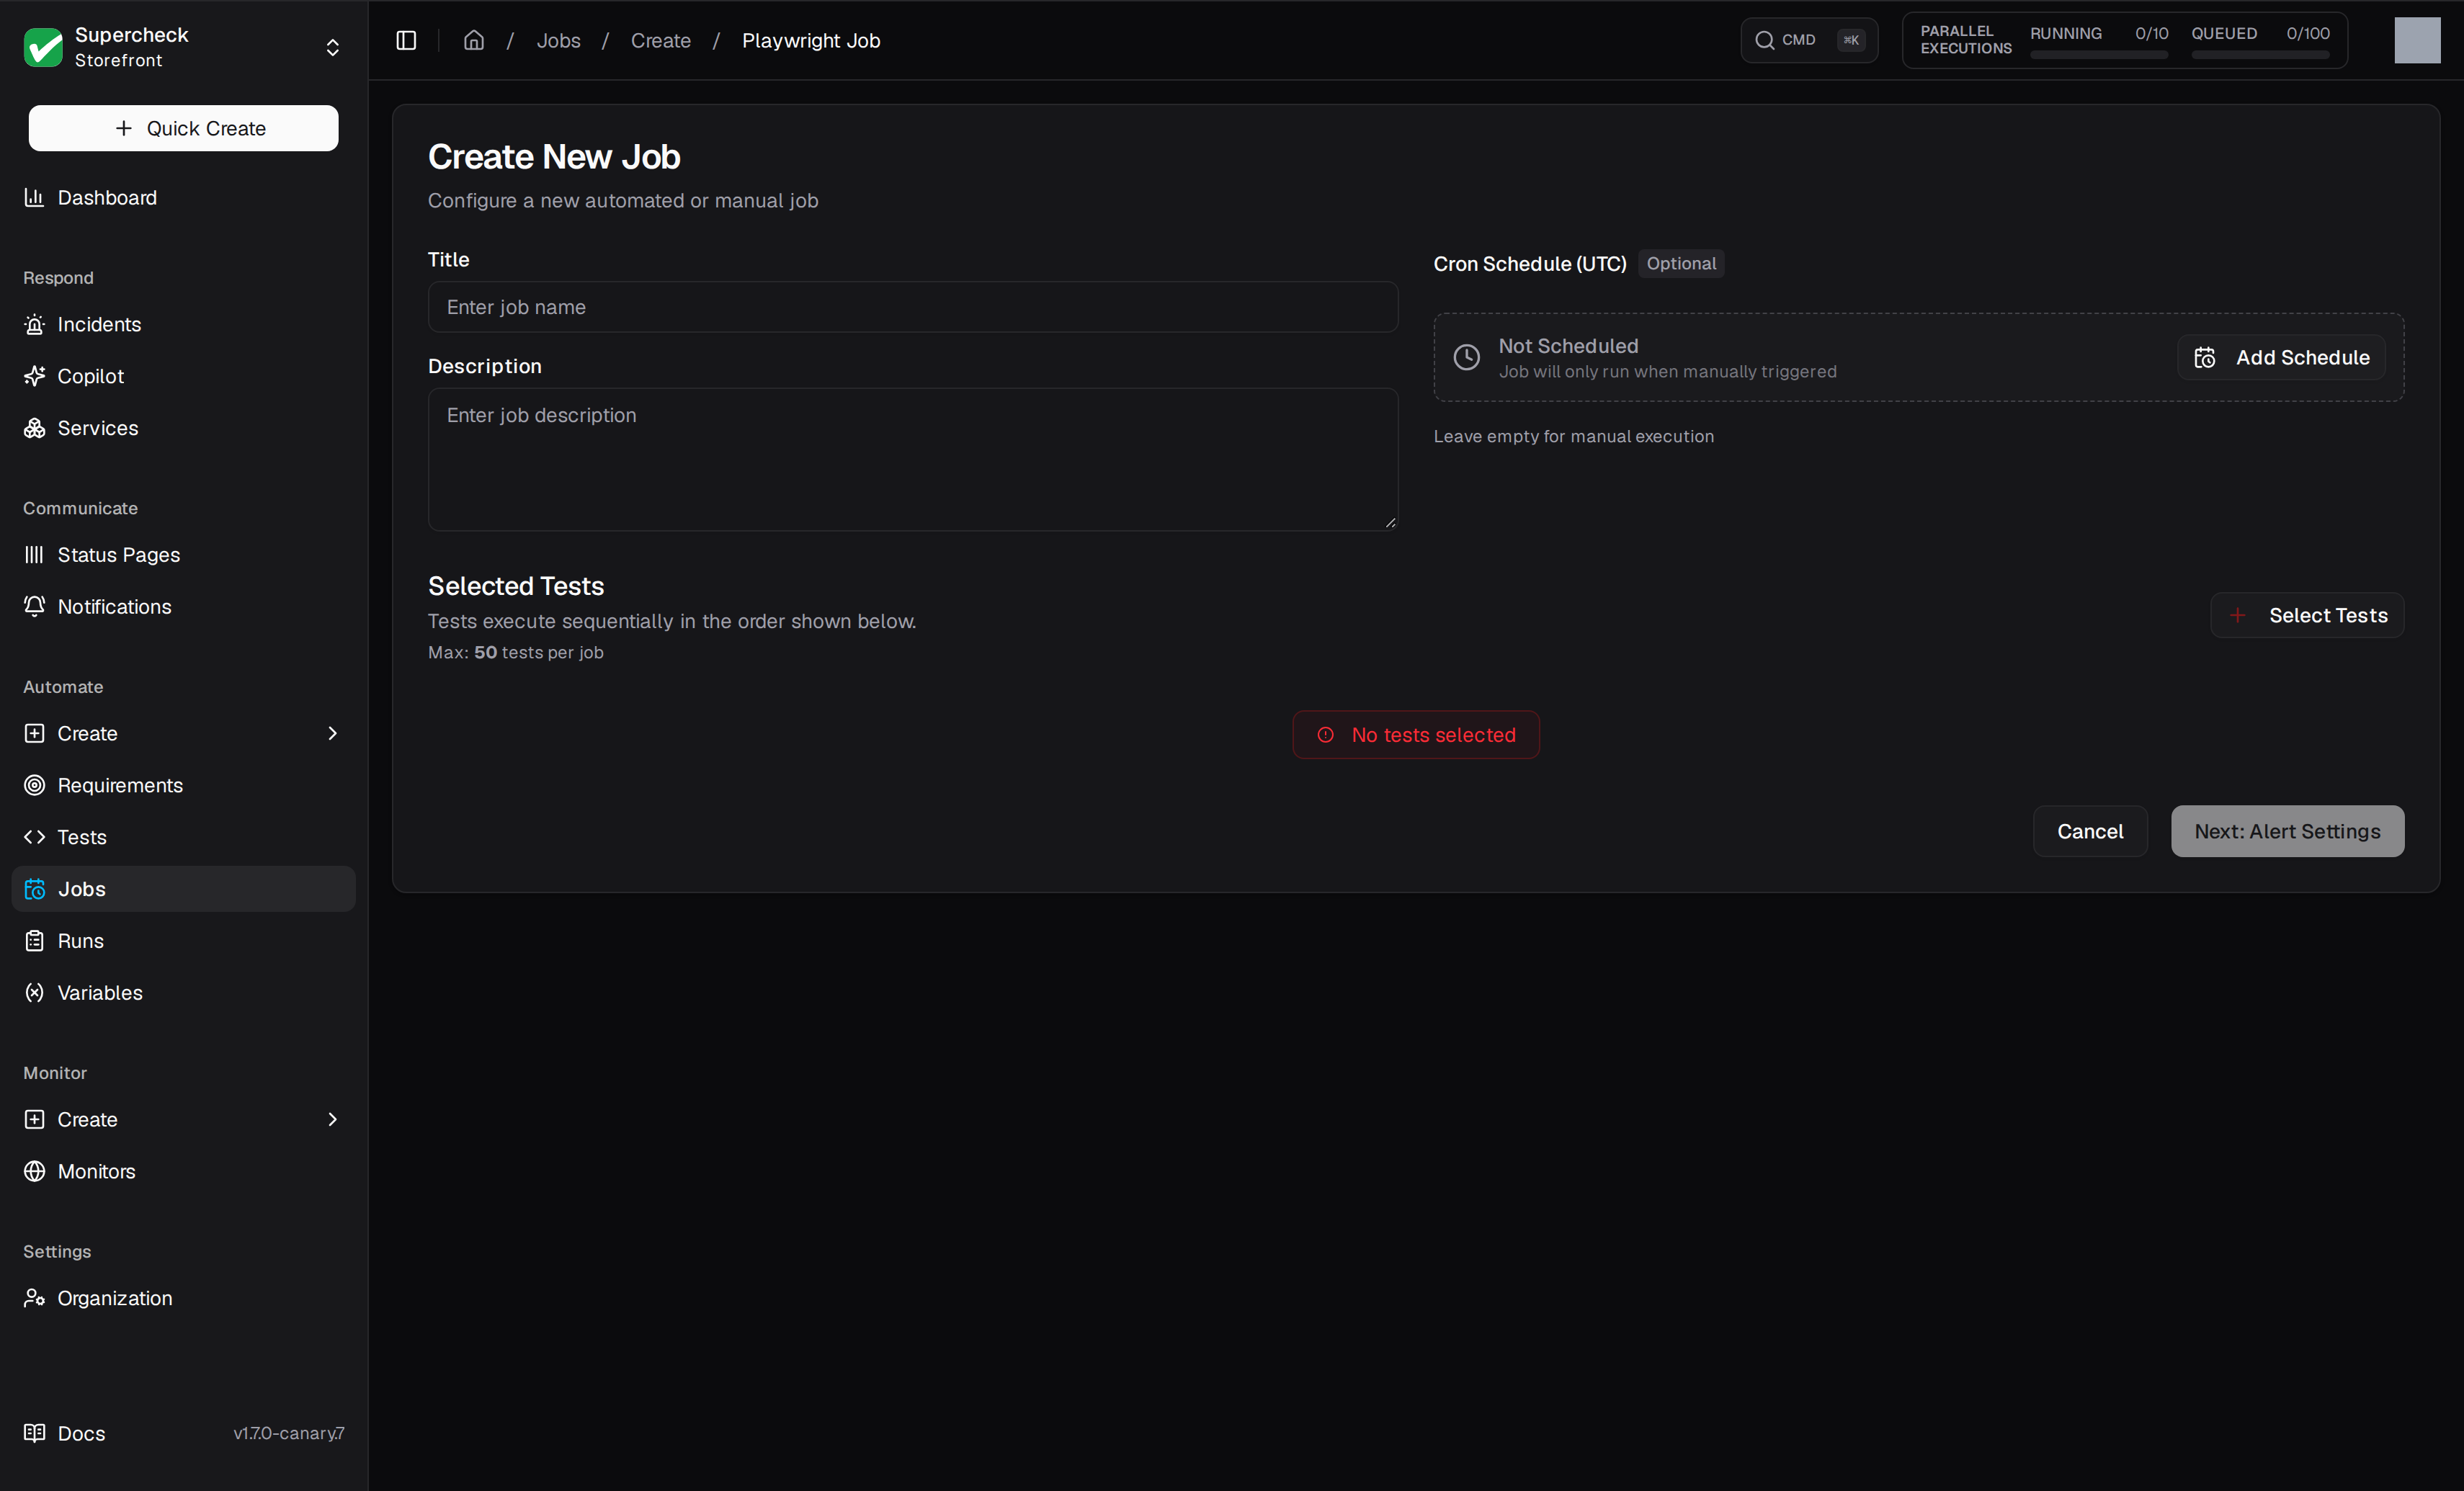 Supercheck
Storefront
Quick Create
Dashboard
Respond
Incidents
Copilot
Services
Communicate
Status Pages
Notifications
Automate
Create
Requirements
Tests
Jobs
Runs
Variables
Monitor
Create
Monitors
Settings
Organization
Docs
v1.7.0-canary.7
/ Jobs / Create / Playwright Job
CMD ⌘K
PARALLEL EXECUTIONS
RUNNING 0/10
QUEUED 0/100
Create New Job
Configure a new automated or manual job
Title
Enter job name
Description
Enter job description
Cron Schedule (UTC) Optional
Not Scheduled
Job will only run when manually triggered
Add Schedule
Leave empty for manual execution
Selected Tests
Tests execute sequentially in the order shown below.
Max: 50 tests per job
Select Tests
No tests selected
Cancel
Next: Alert Settings